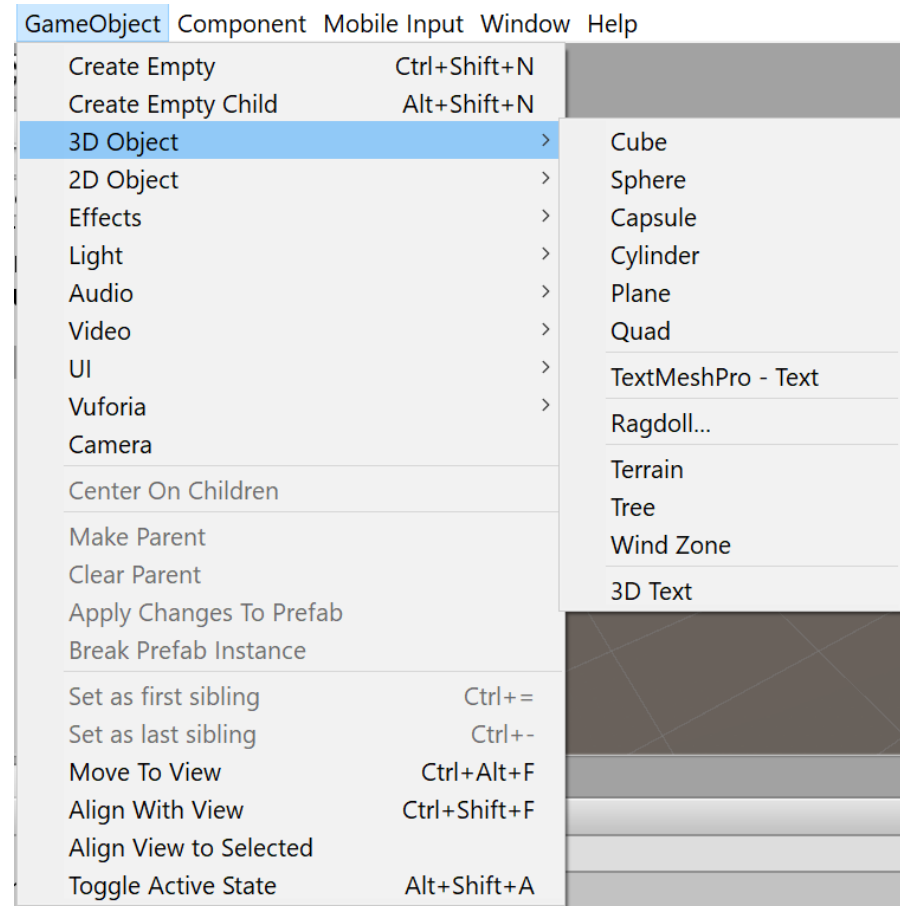 GameObject Component Mobile Input Window Help
Create Empty Ctrl+Shift+N
Create Empty Child Alt+Shift+N
3D Object
2D Object
Effects
Light
Audio
Video
UI
Vuforia
Camera
Center On Children
Make Parent
Clear Parent
Apply Changes To Prefab
Break Prefab Instance
Set as first sibling Ctrl+=
Set as last sibling Ctrl+-
Move To View Ctrl+Alt+F
Align With View Ctrl+Shift+F
Align View to Selected
Toggle Active State Alt+Shift+A
Cube
Sphere
Capsule
Cylinder
Plane
Quad
TextMeshPro - Text
Ragdoll...
Terrain
Tree
Wind Zone
3D Text